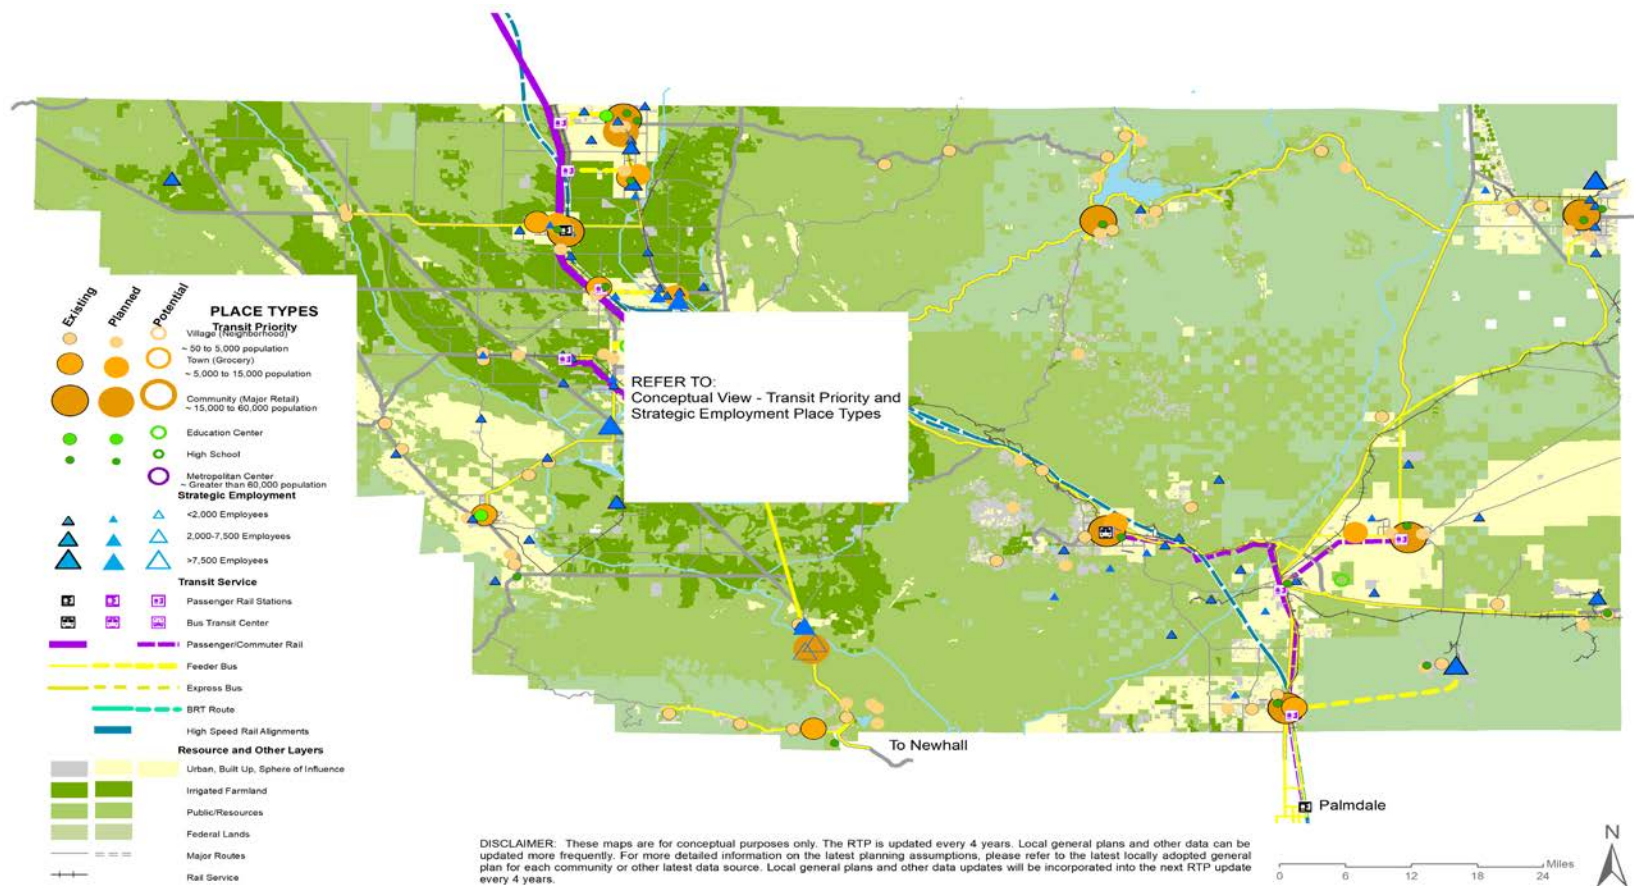 REFER TO:
Conceptual View - Transit Priority and
Strategic Employment Place Types
Existing
Planned
Potential
PLACE TYPES
Transit Priority
Village (Neighborhood)
~ 50 to 5,000 population
Town (Grocery)
~ 5,000 to 15,000 population
Community (Major Retail)
~ 15,000 to 60,000 population
Education Center
High School
Metropolitan Center
~ Greater than 60,000 population
Strategic Employment
<2,000 Employees
2,000-7,500 Employees
>7,500 Employees
Transit Service
Passenger Rail Stations
Bus Transit Center
Passenger/Commuter Rail
Feeder Bus
Express Bus
BRT Route
High Speed Rail Alignments
Resource and Other Layers
Urban, Built Up, Sphere of Influence
Irrigated Farmland
Public/Resources
Federal Lands
Major Routes
Rail Service
To Newhall
Palmdale
DISCLAIMER: These maps are for conceptual purposes only. The RTP is updated every 4 years. Local general plans and other data can be
updated more frequently. For more detailed information on the latest planning assumptions, please refer to the latest locally adopted general
plan for each community or other latest data source. Local general plans and other data updates will be incorporated into the next RTP update
every 4 years.
N
Miles
0 6 12 18 24